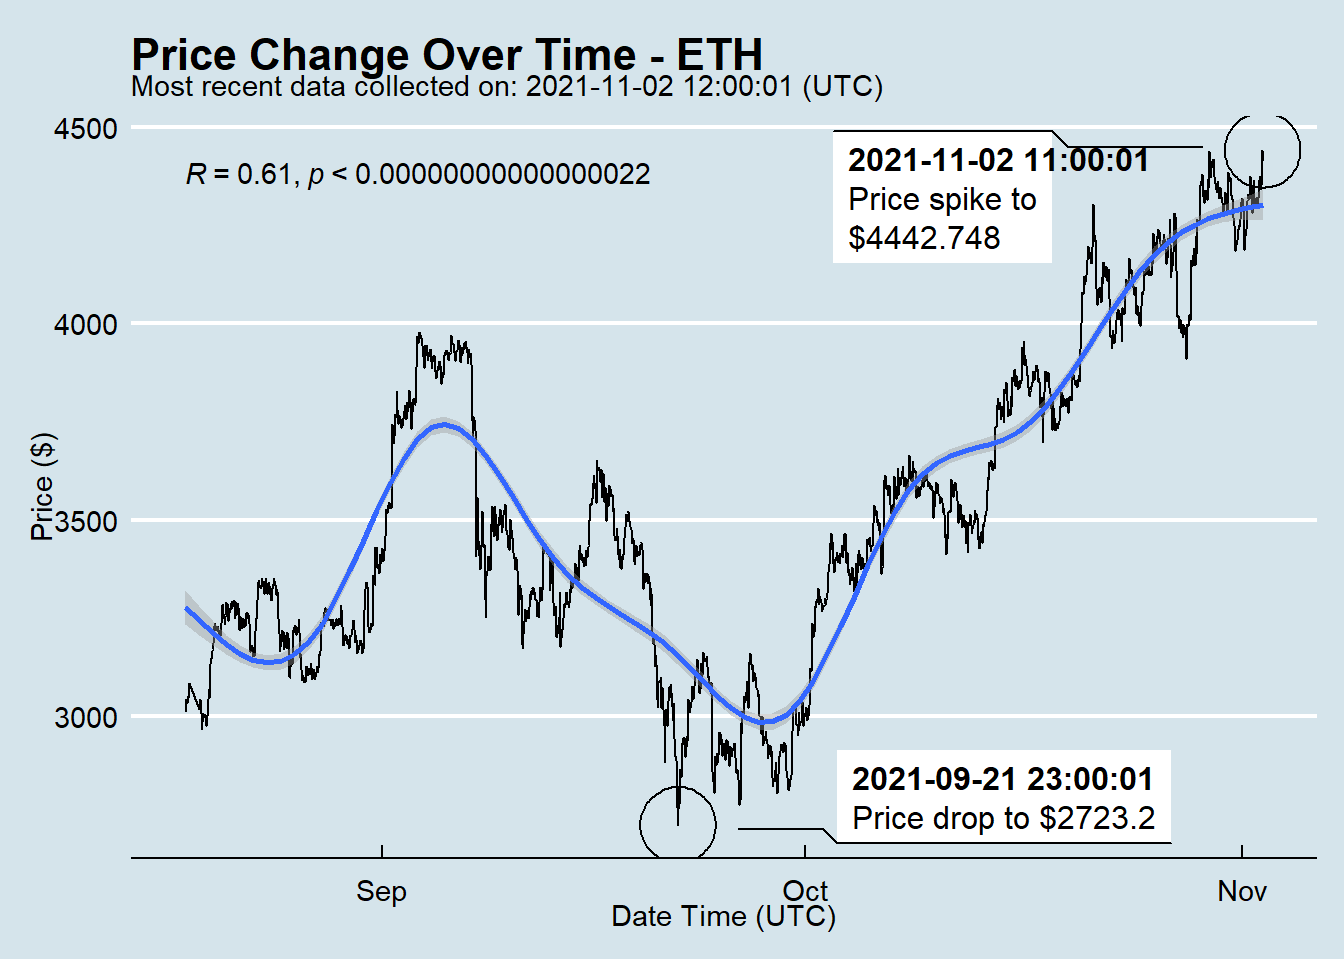 Price Change Over Time - ETH
Most recent data collected on: 2021-11-02 12:00:01 (UTC)
4500
R = 0.61, p < 0.00000000000000022
2021-11-02 11:00:01
Price spike to
$4442.748
4000
Price ($)
3500
3000
2021-09-21 23:00:01
Price drop to $2723.2
Sep
Oct
Nov
Date Time (UTC)